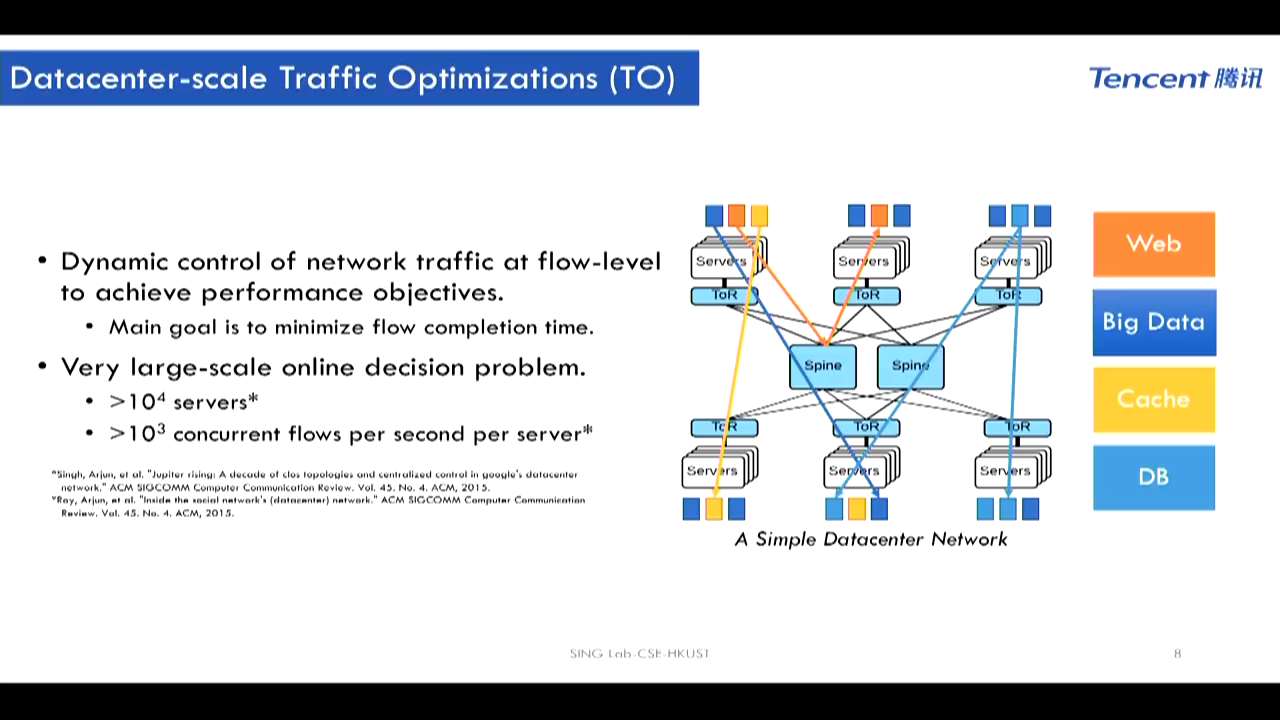 Datacenter-scale Traffic Optimizations (TO)
Tencent 腾讯
• Dynamic control of network traffic at flow-level
to achieve performance objectives.
• Main goal is to minimize flow completion time.
• Very large-scale online decision problem.
• >10⁴ servers*
• >10³ concurrent flows per second per server*
*Singh, Arjun, et al. "Jupiter rising: A decade of clos topologies and centralized control in google's datacenter
network." ACM SIGCOMM Computer Communication Review. Vol. 45. No. 4. ACM, 2015.
*Roy, Arjun, et al. "Inside the social network's (datacenter) network." ACM SIGCOMM Computer Communication
Review. Vol. 45. No. 4. ACM, 2015.
Servers
Servers
Servers
ToR
ToR
ToR
Spine
Spine
ToR
ToR
ToR
Servers
Servers
Servers
A Simple Datacenter Network
Web
Big Data
Cache
DB
SING Lab-CSE-HKUST
8